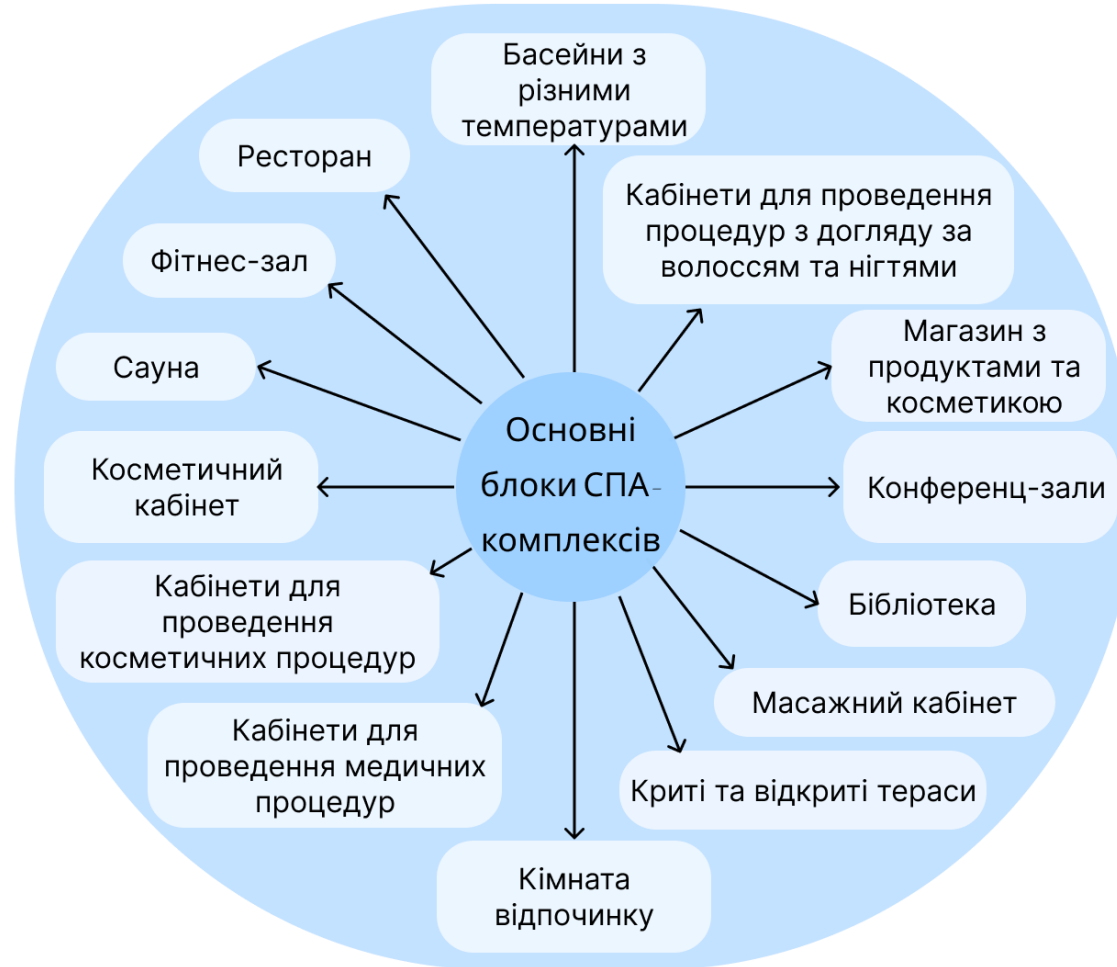 Басейни з
різними
температурами
Ресторан
Кабінети для проведення
процедур з догляду за
волоссям та нігтями
Фітнес-зал
Магазин з
продуктами та
косметикою
Сауна
Основні
блоки СПА-
комплексів
Косметичний
кабінет
Конференц-зали
Кабінети для
проведення
косметичних процедур
Бібліотека
Масажний кабінет
Кабінети для
проведення медичних
процедур
Криті та відкриті тераси
Кімната
відпочинку